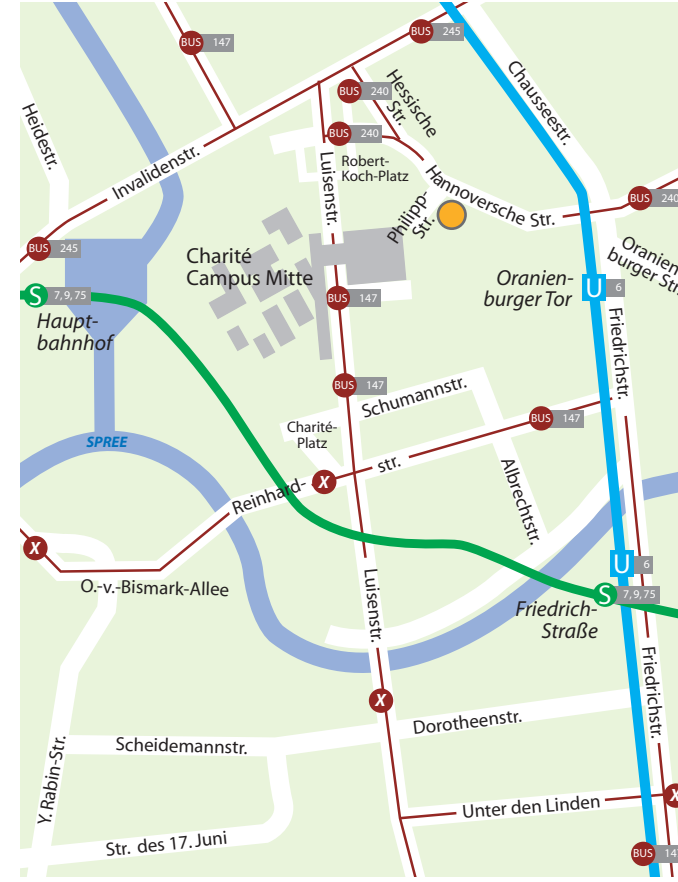 BUS 245
BUS 147
Chausseestr.
Hessische
Str.
BUS 240
Heidestr.
BUS 240
Invalidenstr.
Luisenstr.
Robert-
Koch-Platz
Hannoversche Str.
Philipp-
Str.
BUS 240
BUS 245
Charité
Campus Mitte
Oranien-
burger Str.
Oranien-
burger Tor
U 6
S 7, 9, 75
BUS 147
Haupt-
bahnhof
Friedrichstr.
BUS 147
Schumannstr.
BUS 147
Charité-
Platz
SPREE
Reinhard-
str.
X
Albrechtstr.
X
U 6
O.-v.-Bismark-Allee
Luisenstr.
S 7, 9, 75
Friedrich-
Straße
Friedrichstr.
X
Dorotheenstr.
Scheidemannstr.
Y. Rabin-Str.
X
Unter den Linden
Str. des 17. Juni
BUS